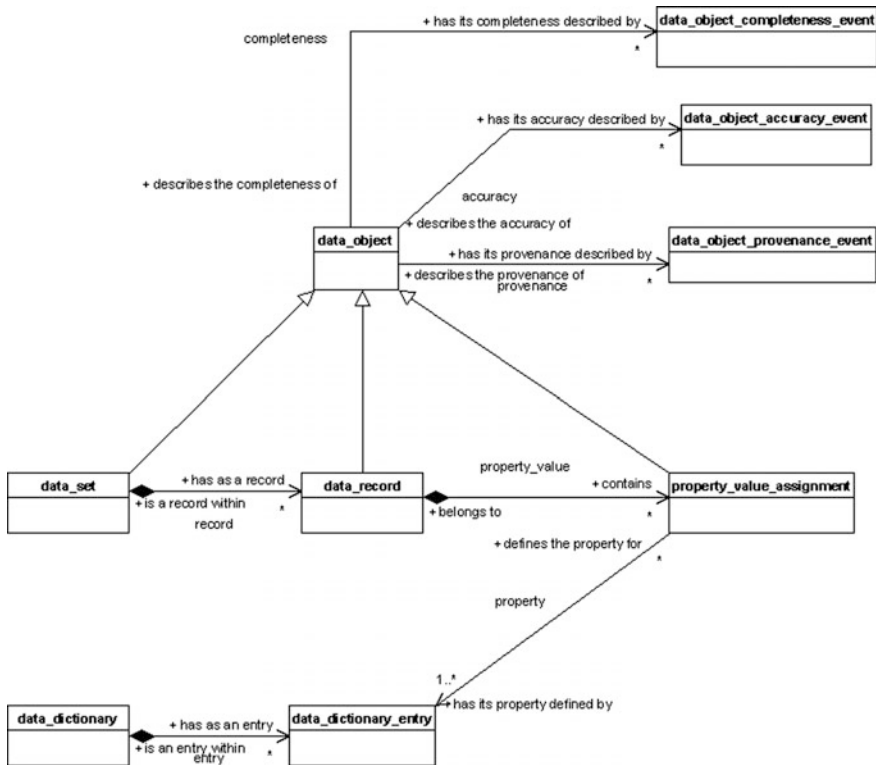 + has its completeness described by
data_object_completeness_event
completeness
*
+ has its accuracy described by
data_object_accuracy_event
*
+ describes the completeness of
accuracy
+ describes the accuracy of
data_object
+ has its provenance described by
data_object_provenance_event
+ describes the provenance of
provenance
*
data_set
+ has as a record
data_record
property_value
+ contains
property_value_assignment
+ is a record within
*
record
+ belongs to
*
+ defines the property for
*
property
1..*
+ has its property defined by
data_dictionary
+ has as an entry
data_dictionary_entry
+ is an entry within
*
entry